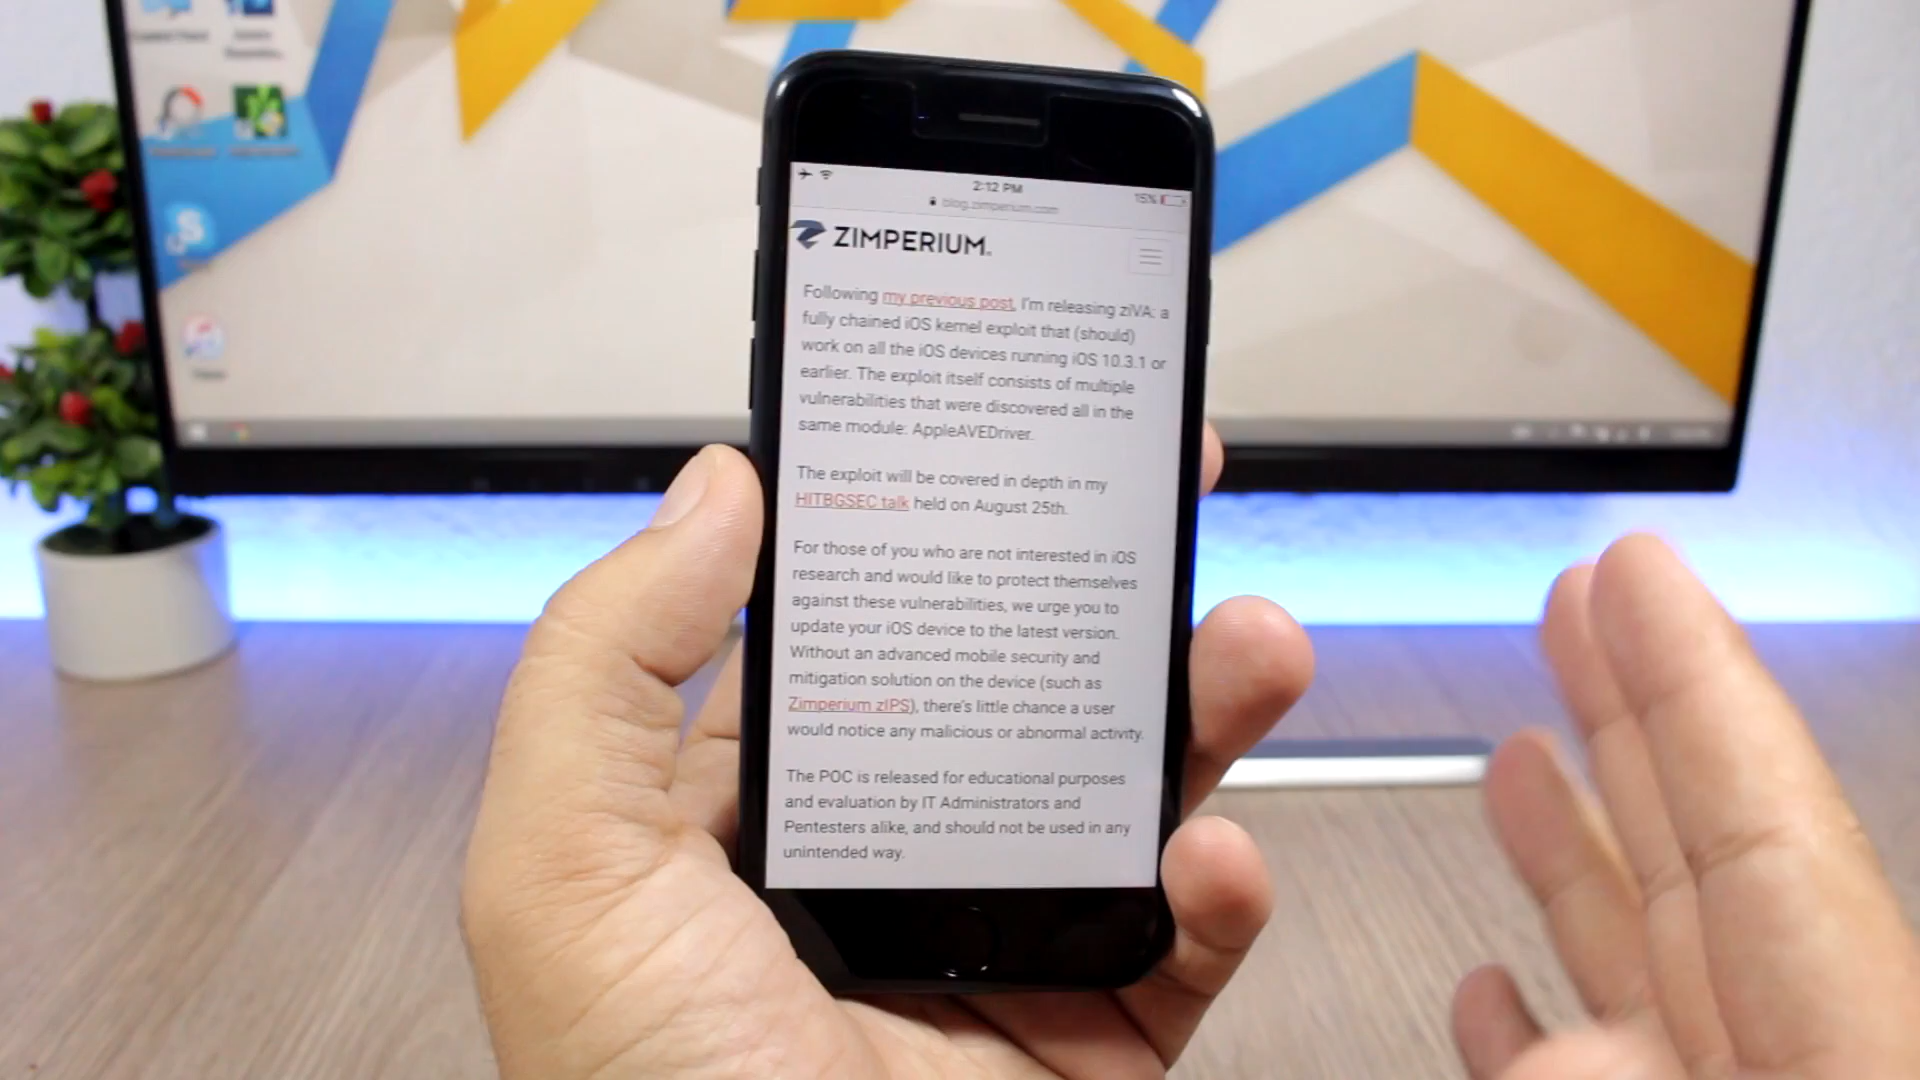 2:12 PM
15%
blog.zimperium.com
ZIMPERIUM.
Following my previous post, I'm releasing ziVA: a
fully chained iOS kernel exploit that (should)
work on all the iOS devices running iOS 10.3.1 or
earlier. The exploit itself consists of multiple
vulnerabilities that were discovered all in the
same module: AppleAVEDriver.
The exploit will be covered in depth in my
HITBGSEC talk held on August 25th.
For those of you who are not interested in iOS
research and would like to protect themselves
against these vulnerabilities, we urge you to
update your iOS device to the latest version.
Without an advanced mobile security and
mitigation solution on the device (such as
Zimperium zIPS), there's little chance a user
would notice any malicious or abnormal activity.
The POC is released for educational purposes
and evaluation by IT Administrators and
Pentesters alike, and should not be used in any
unintended way.